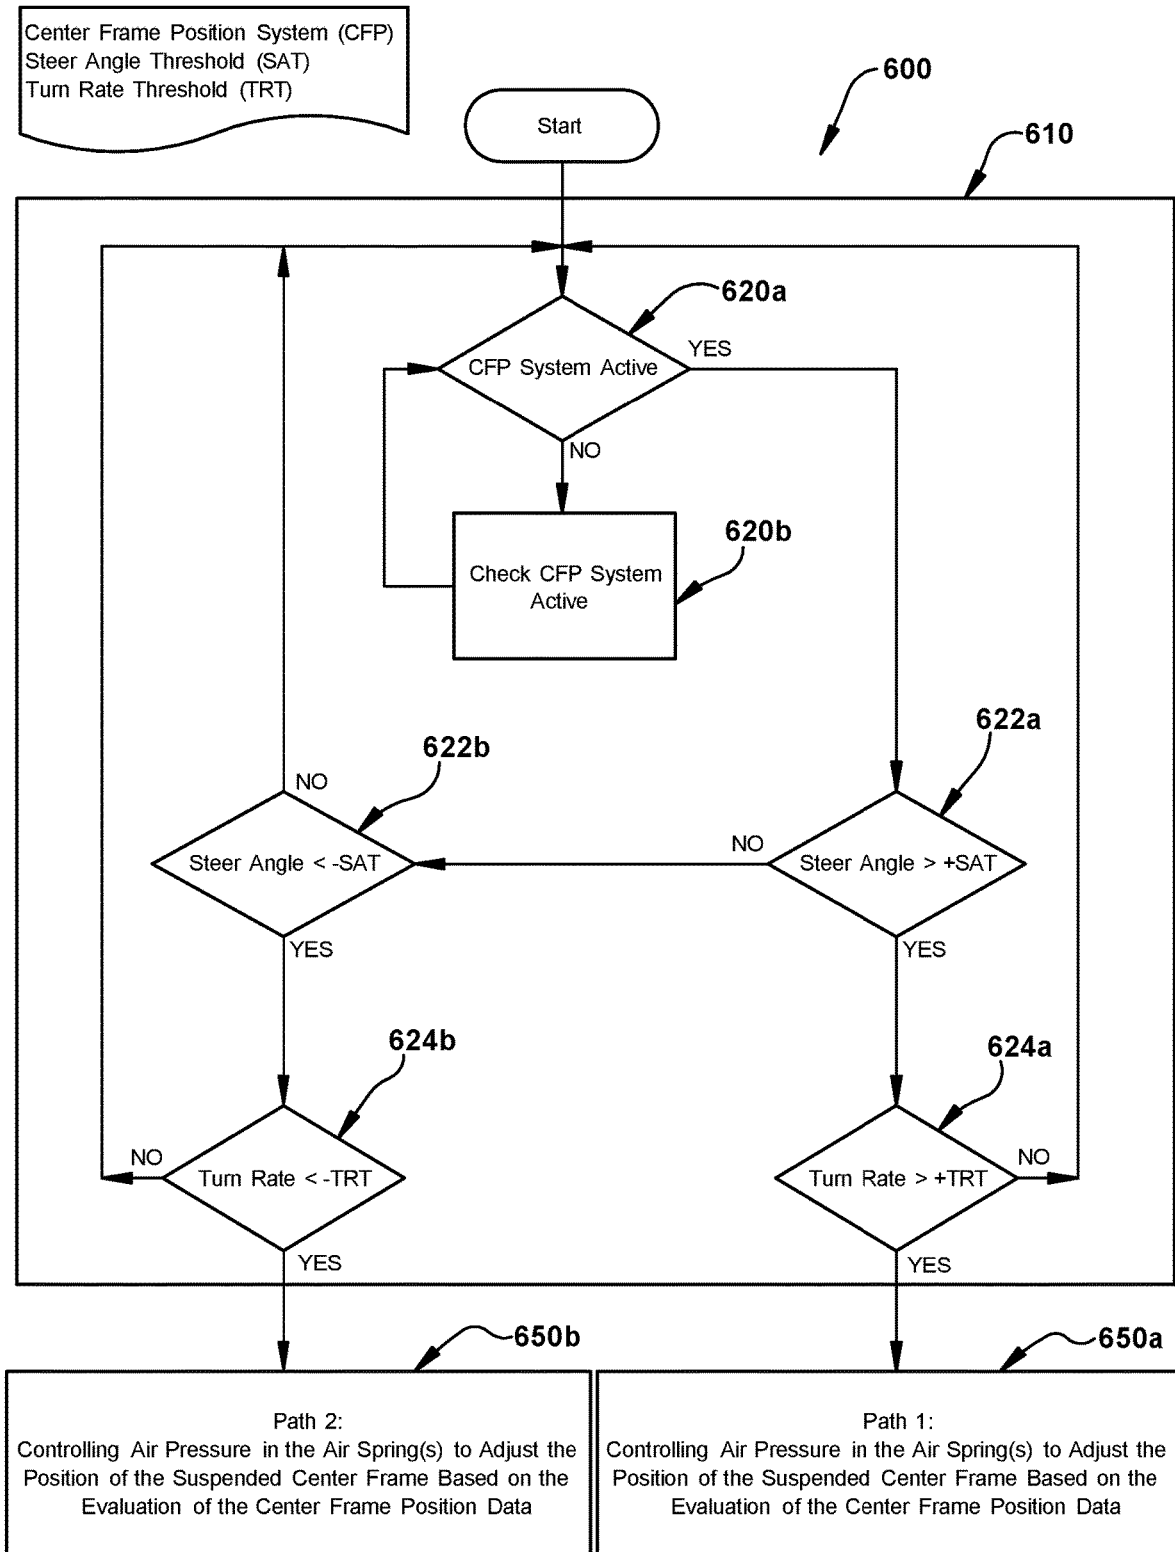 Center Frame Position System (CFP)
Steer Angle Threshold (SAT)
Turn Rate Threshold (TRT)
600
Start
610
620a
YES
CFP System Active
NO
620b
Check CFP System
Active
622a
622b
NO
NO
Steer Angle < -SAT
Steer Angle > +SAT
YES
YES
624b
624a
NO
Turn Rate < -TRT
Turn Rate > +TRT
NO
YES
YES
650b
650a
Path 2:
Controlling Air Pressure in the Air Spring(s) to Adjust the
Position of the Suspended Center Frame Based on the
Evaluation of the Center Frame Position Data
Path 1:
Controlling Air Pressure in the Air Spring(s) to Adjust the
Position of the Suspended Center Frame Based on the
Evaluation of the Center Frame Position Data